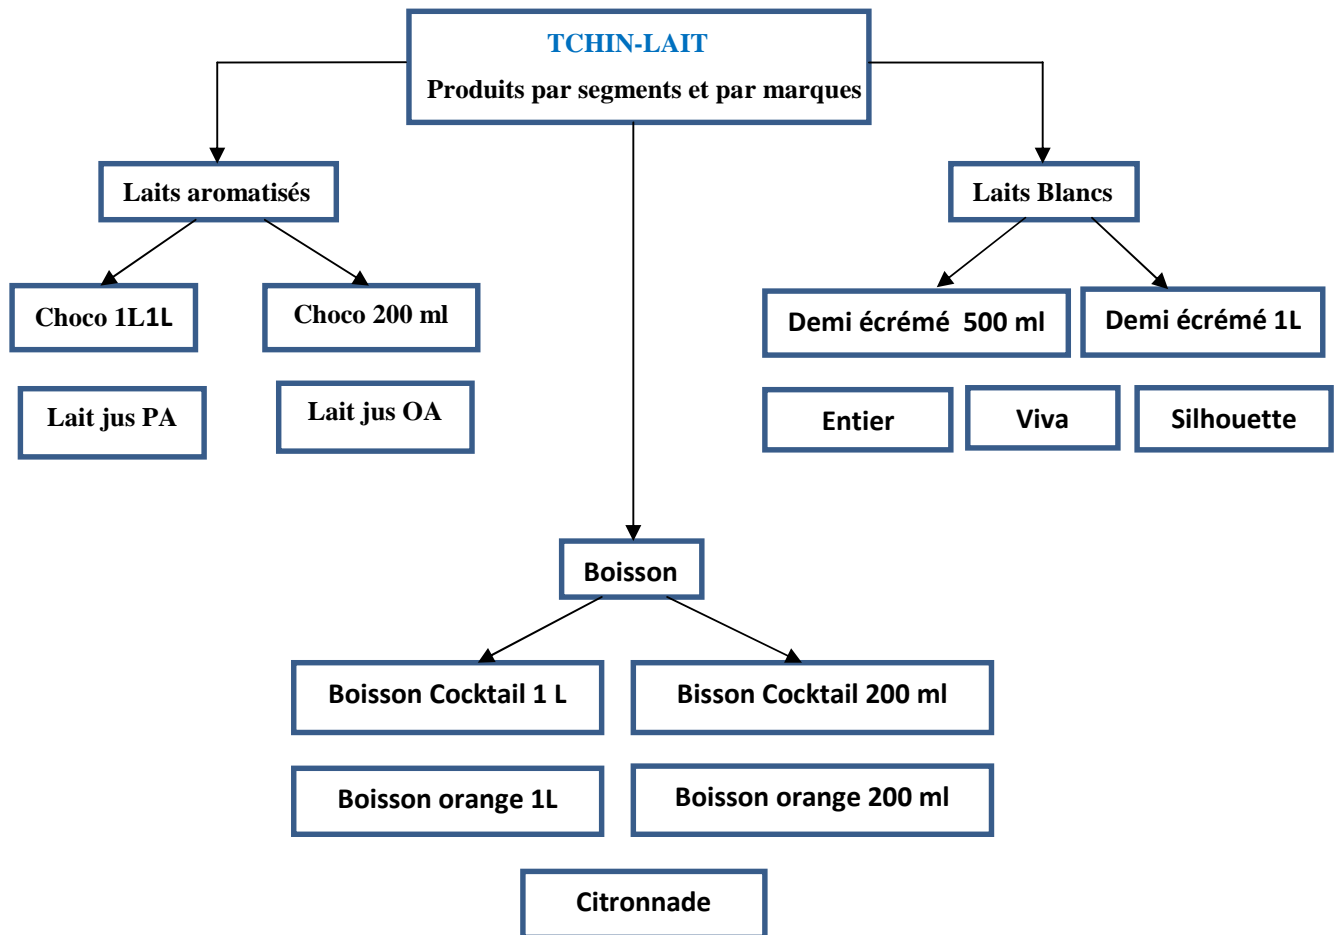 TCHIN-LAIT
Produits par segments et par marques
Laits aromatisés
Laits Blancs
Choco 1L1L
Choco 200 ml
Demi écrémé 500 ml
Demi écrémé 1L
Lait jus PA
Lait jus OA
Entier
Viva
Silhouette
Boisson
Boisson Cocktail 1 L
Bisson Cocktail 200 ml
Boisson orange 1L
Boisson orange 200 ml
Citronnade